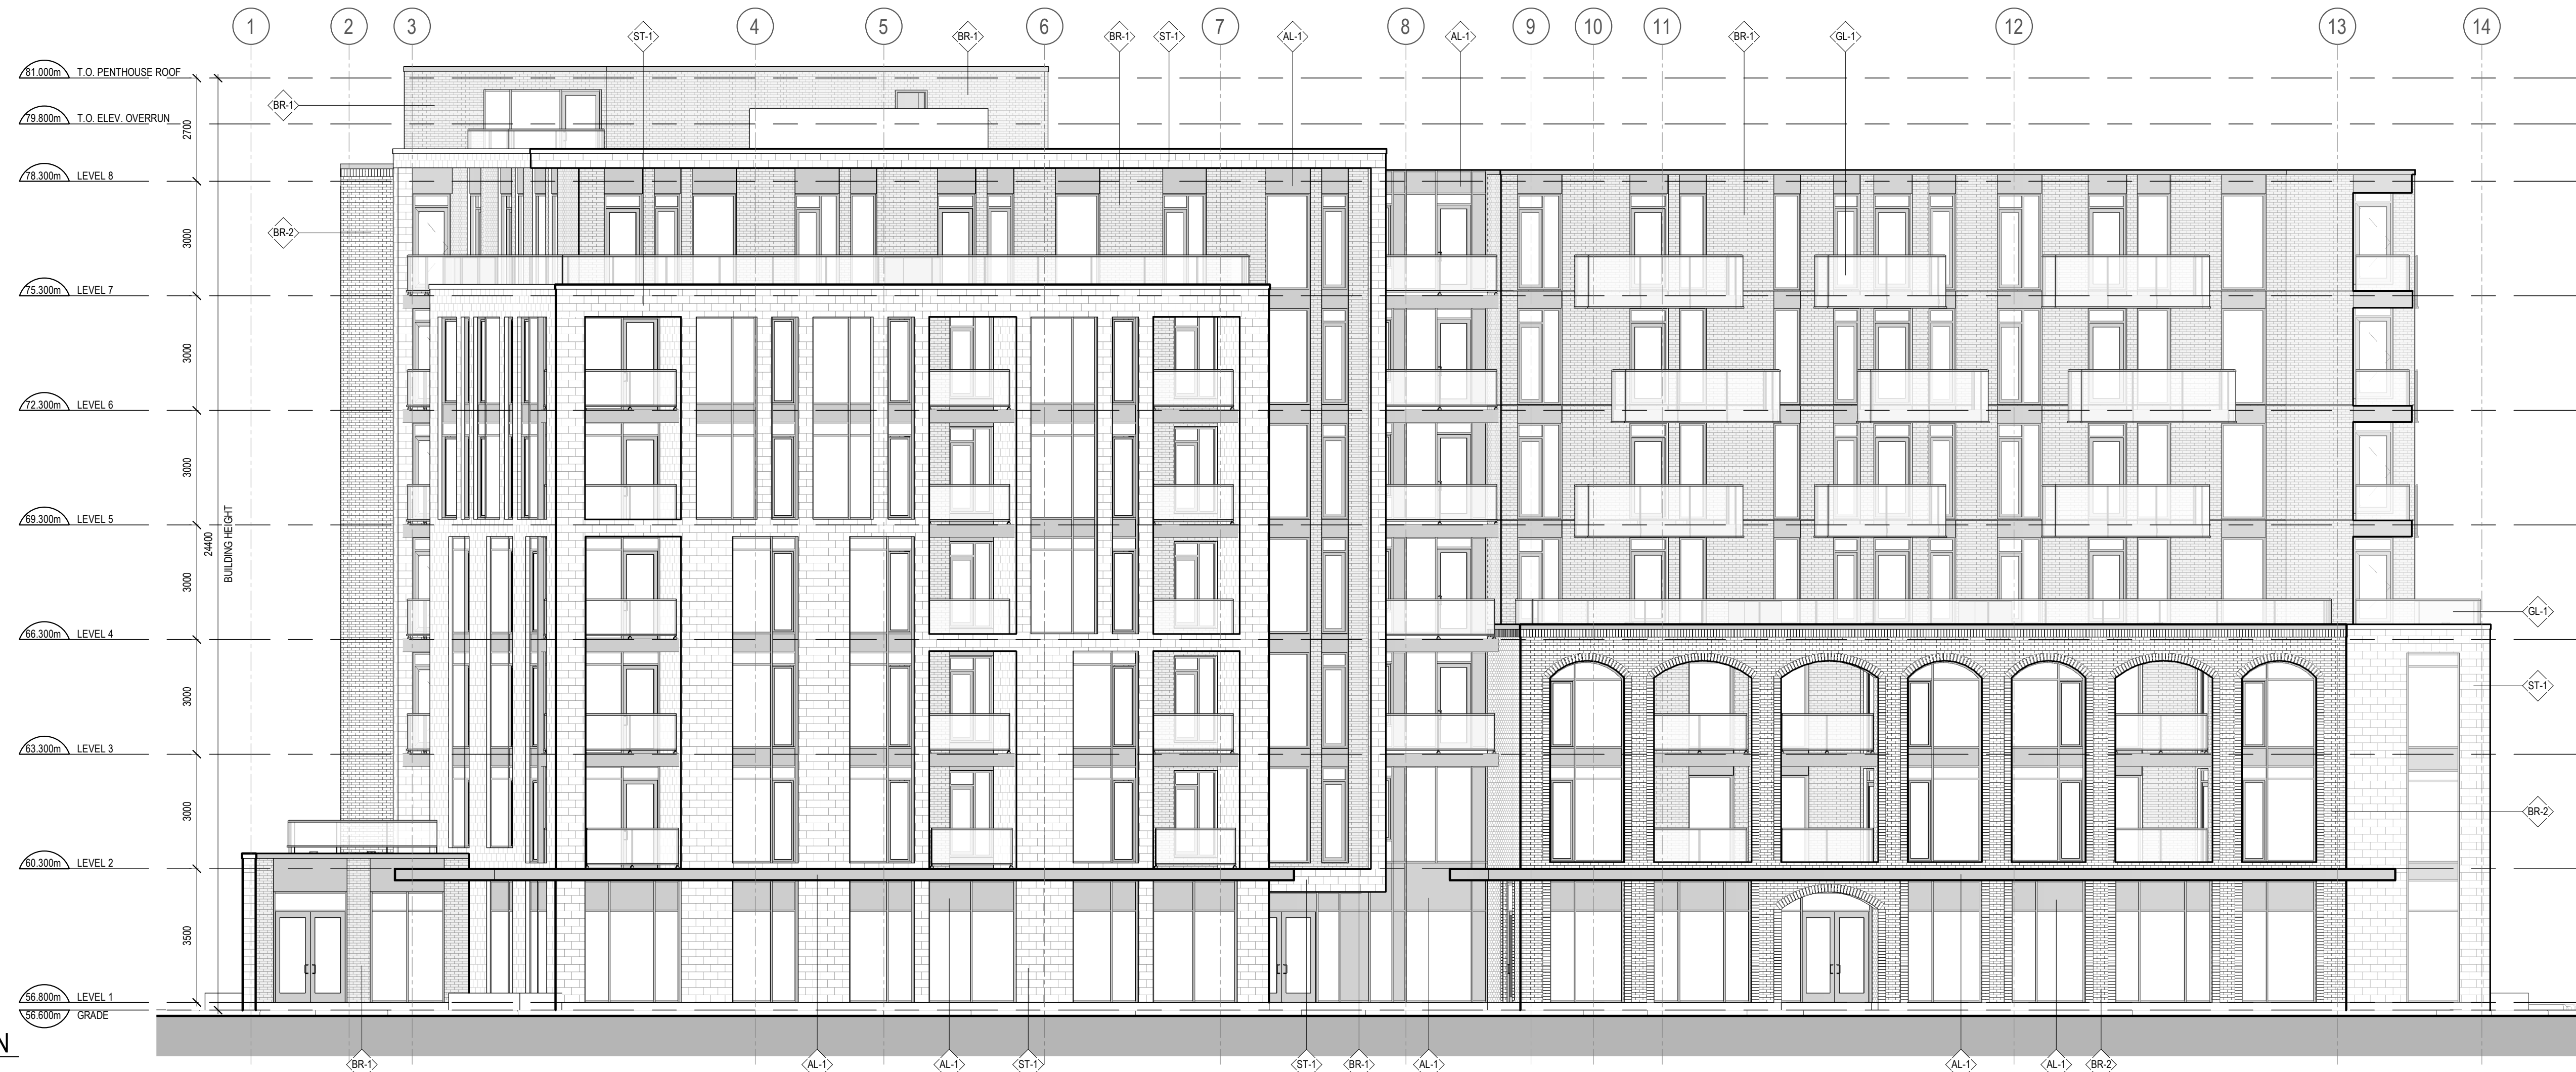 1 2 3 4 5 6 7 8 9 10 11 12 13 14
ST-1 BR-1 BR-1 ST-1 AL-1 AL-1 BR-1 GL-1
81.000m T.O. PENTHOUSE ROOF
BR-1
79.800m T.O. ELEV. OVERRUN
2700
78.300m LEVEL 8
BR-2
3000
75.300m LEVEL 7
3000
72.300m LEVEL 6
3000
69.300m LEVEL 5
24400
BUILDING HEIGHT
3000
GL-1
66.300m LEVEL 4
ST-1
3000
63.300m LEVEL 3
3000
BR-2
60.300m LEVEL 2
3500
56.800m LEVEL 1
56.600m GRADE
N
BR-1 AL-1 AL-1 ST-1 ST-1 BR-1 AL-1 AL-1 AL-1 BR-2